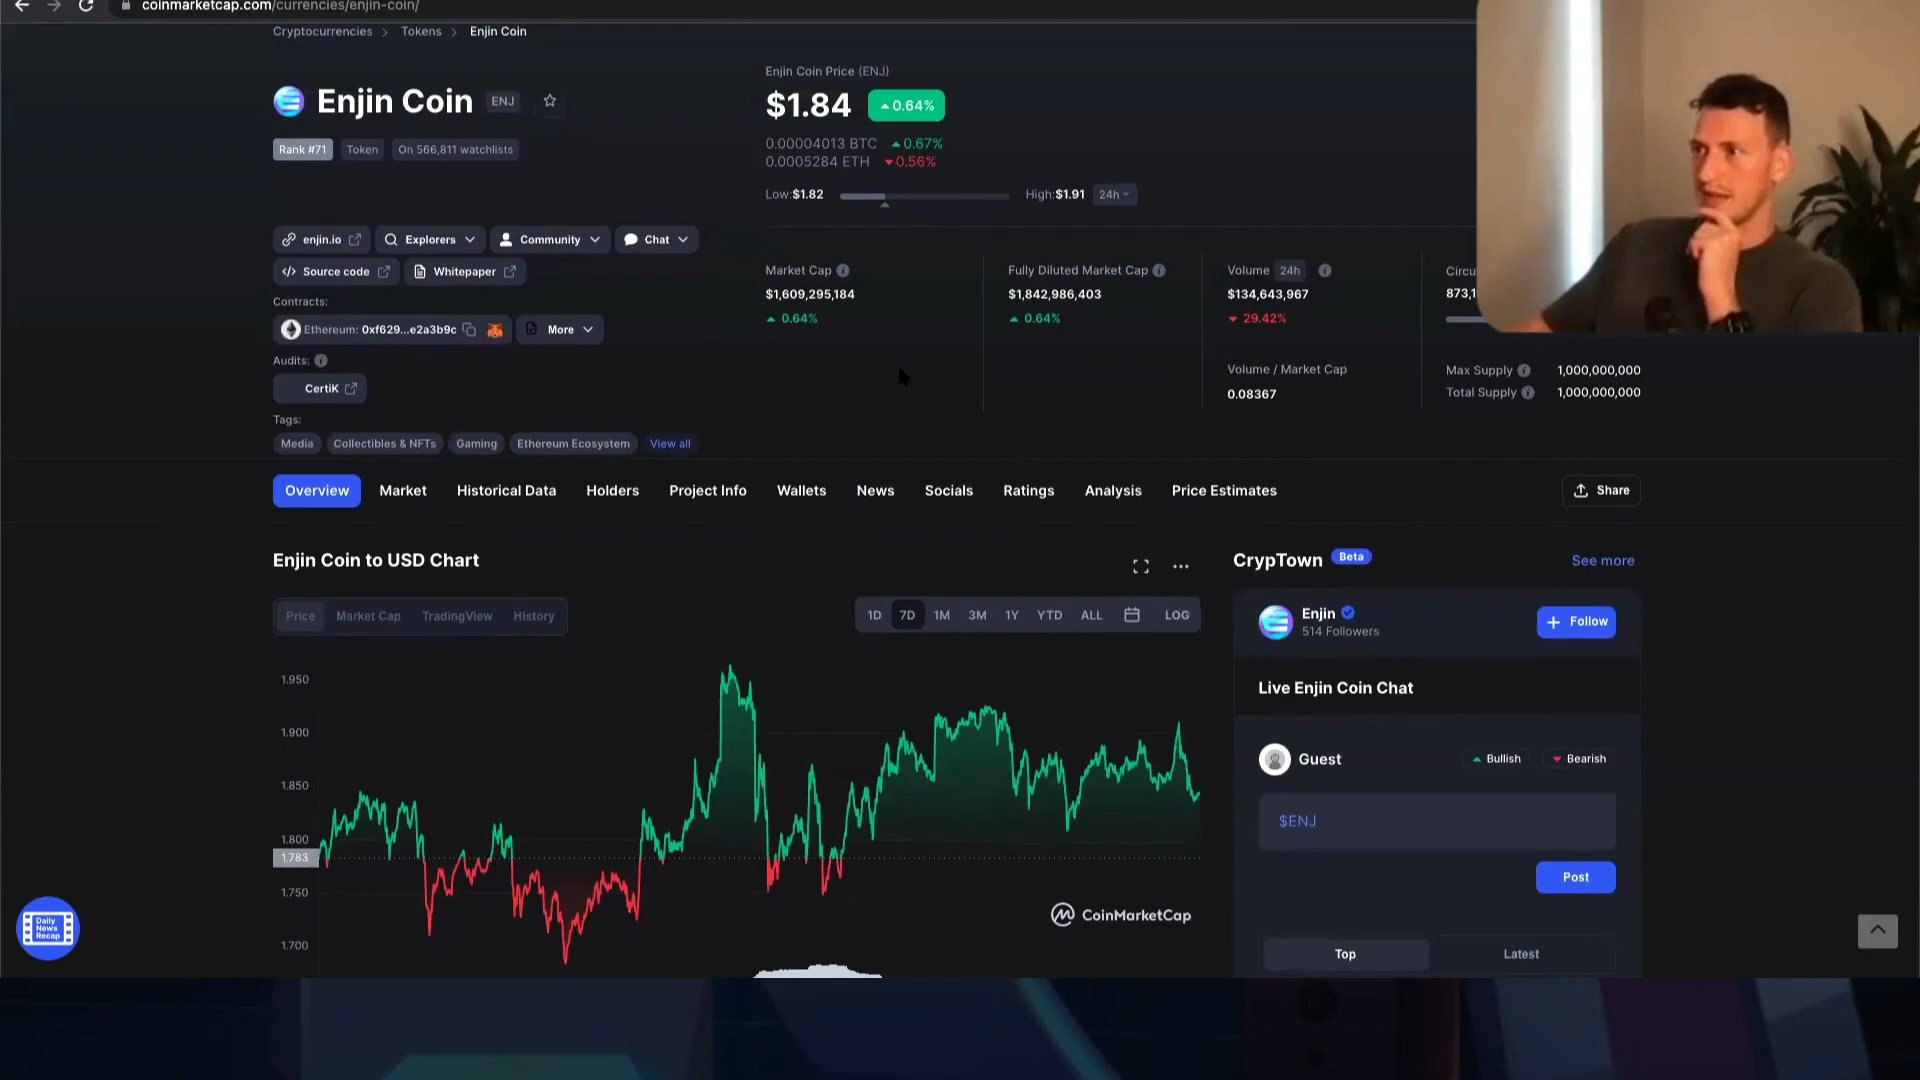 coinmarketcap.com/currencies/enjin-coin/
Cryptocurrencies > Tokens > Enjin Coin
Enjin Coin ENJ
Rank #71 Token On 566,811 watchlists
Enjin Coin Price (ENJ)
$1.84 0.64%
0.00004013 BTC 0.67%
0.0005284 ETH 0.56%
Low:$1.82 High:$1.91 24h
enjin.io Explorers Community Chat
Source code Whitepaper
Contracts:
Ethereum: 0xf629...e2a3b9c More
Audits:
CertiK
Tags:
Media Collectibles & NFTs Gaming Ethereum Ecosystem View all
Market Cap
$1,609,295,184
0.64%
Fully Diluted Market Cap
$1,842,986,403
0.64%
Volume 24h
$134,643,967
29.42%
Volume / Market Cap
0.08367
Circu
873,1
Max Supply 1,000,000,000
Total Supply 1,000,000,000
Overview Market Historical Data Holders Project Info Wallets News Socials Ratings Analysis Price Estimates Share
Enjin Coin to USD Chart
Price Market Cap TradingView History
1D 7D 1M 3M 1Y YTD ALL LOG
1.950
1.900
1.850
1.800
1.783
1.750
1.700
CoinMarketCap
CrypTown Beta See more
Enjin
514 Followers
+ Follow
Live Enjin Coin Chat
Guest Bullish Bearish
$ENJ
Post
Top Latest
Daily
News
Recap